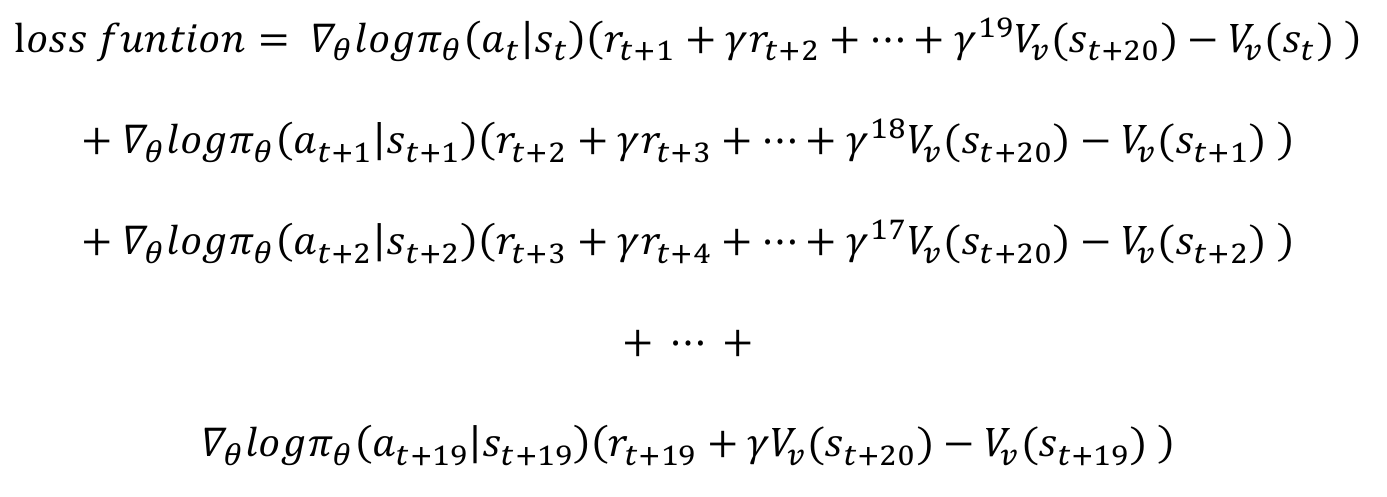 loss funtion = ∇_θ logπ_θ(a_t|s_t)(r_{t+1} + γr_{t+2} + ⋯ + γ^{19}V_v(s_{t+20}) − V_v(s_t) )
+ ∇_θ logπ_θ(a_{t+1}|s_{t+1})(r_{t+2} + γr_{t+3} + ⋯ + γ^{18}V_v(s_{t+20}) − V_v(s_{t+1}) )
+ ∇_θ logπ_θ(a_{t+2}|s_{t+2})(r_{t+3} + γr_{t+4} + ⋯ + γ^{17}V_v(s_{t+20}) − V_v(s_{t+2}) )
+ ⋯ +
∇_θ logπ_θ(a_{t+19}|s_{t+19})(r_{t+19} + γV_v(s_{t+20}) − V_v(s_{t+19}) )